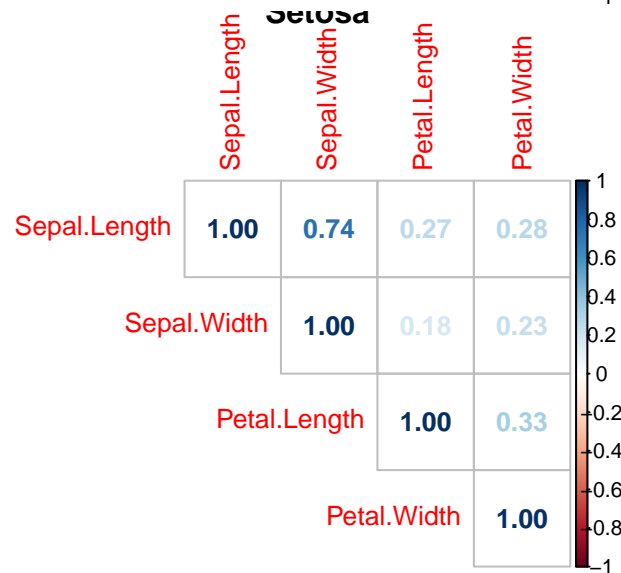 Setosa
Sepal.Length
Sepal.Width
Petal.Length
Petal.Width
Sepal.Length 1.00 0.74 0.27 0.28
Sepal.Width 1.00 0.18 0.23
Petal.Length 1.00 0.33
Petal.Width 1.00
1
0.8
0.6
0.4
0.2
0
−0.2
−0.4
−0.6
−0.8
−1